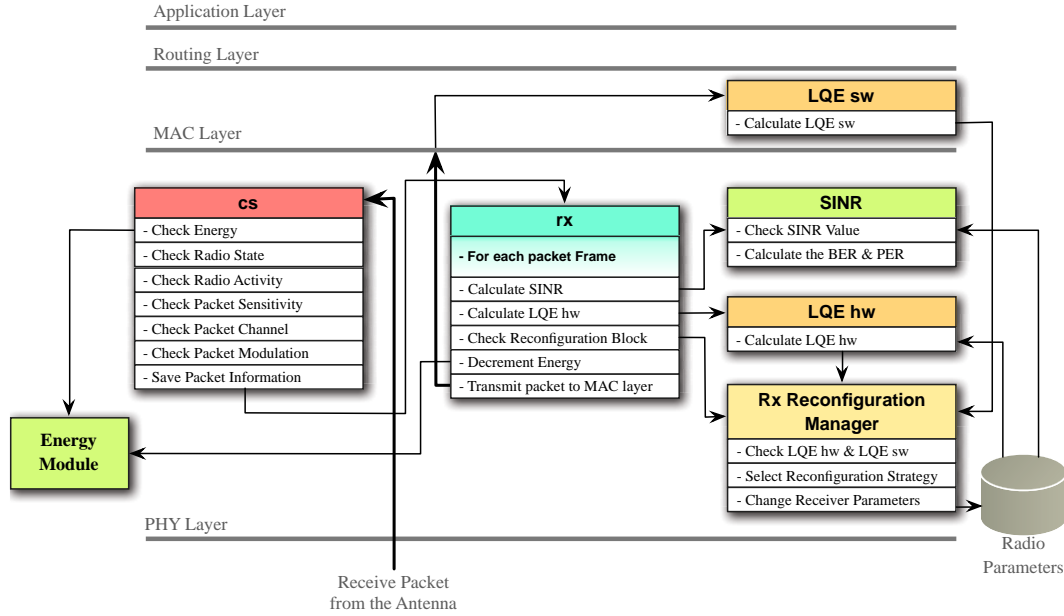 Application Layer
Routing Layer
LQE sw
- Calculate LQE sw
MAC Layer
cs
- Check Energy
- Check Radio State
- Check Radio Activity
- Check Packet Sensitivity
- Check Packet Channel
- Check Packet Modulation
- Save Packet Information
rx
- For each packet Frame
- Calculate SINR
- Calculate LQE hw
- Check Reconfiguration Block
- Decrement Energy
- Transmit packet to MAC layer
SINR
- Check SINR Value
- Calculate the BER & PER
LQE hw
- Calculate LQE hw
Rx Reconfiguration
Manager
- Check LQE hw & LQE sw
- Select Reconfiguration Strategy
- Change Receiver Parameters
Energy
Module
PHY Layer
Radio
Parameters
Receive Packet
from the Antenna